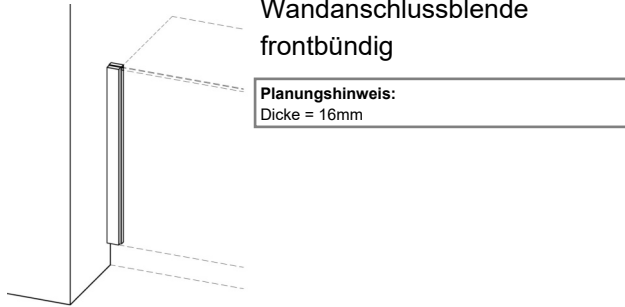 Wandanschlussblende
frontbündig
Planungshinweis:
Dicke = 16mm